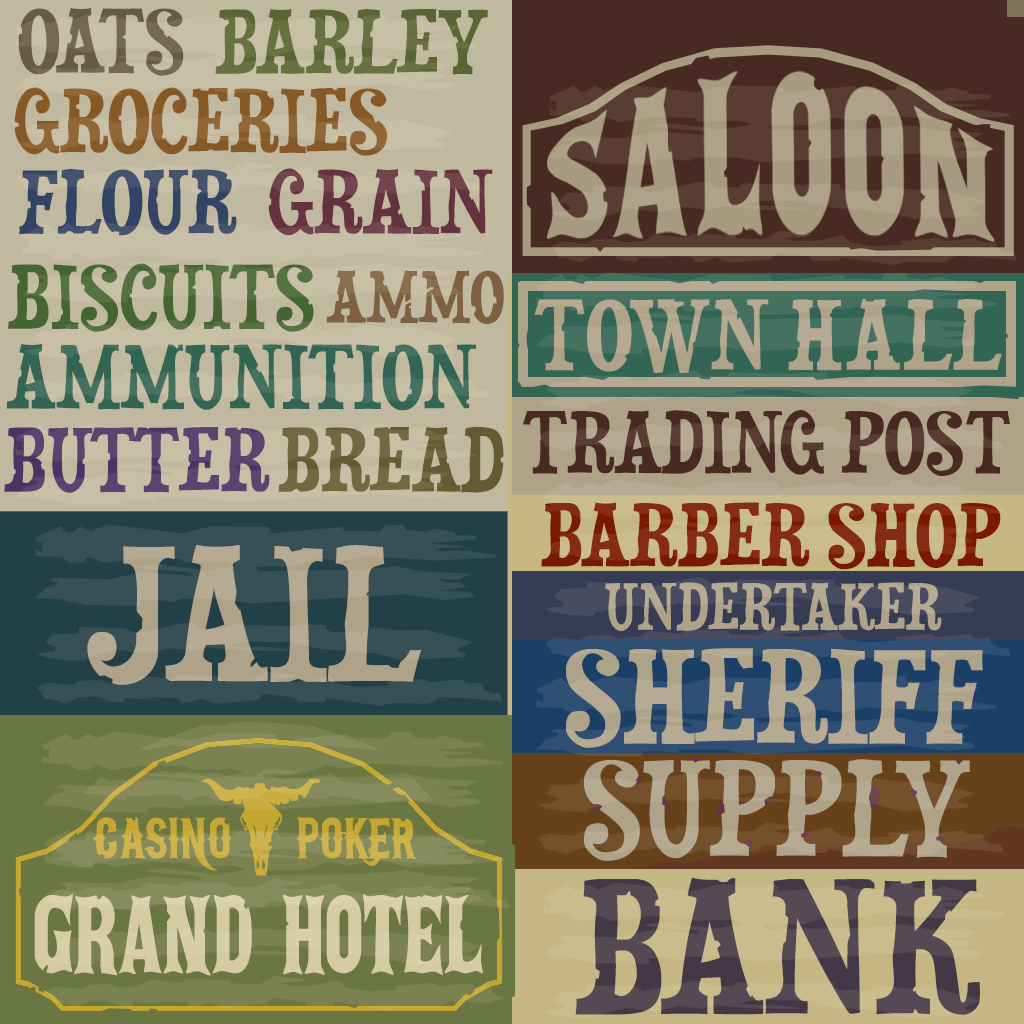 OATS BARLEY
GROCERIES
FLOUR GRAIN
BISCUITS AMMO
AMMUNITION
BUTTER BREAD
JAIL
CASINO POKER
GRAND HOTEL
SALOON
TOWN HALL
TRADING POST
BARBER SHOP
UNDERTAKER
SHERIFF
SUPPLY
BANK